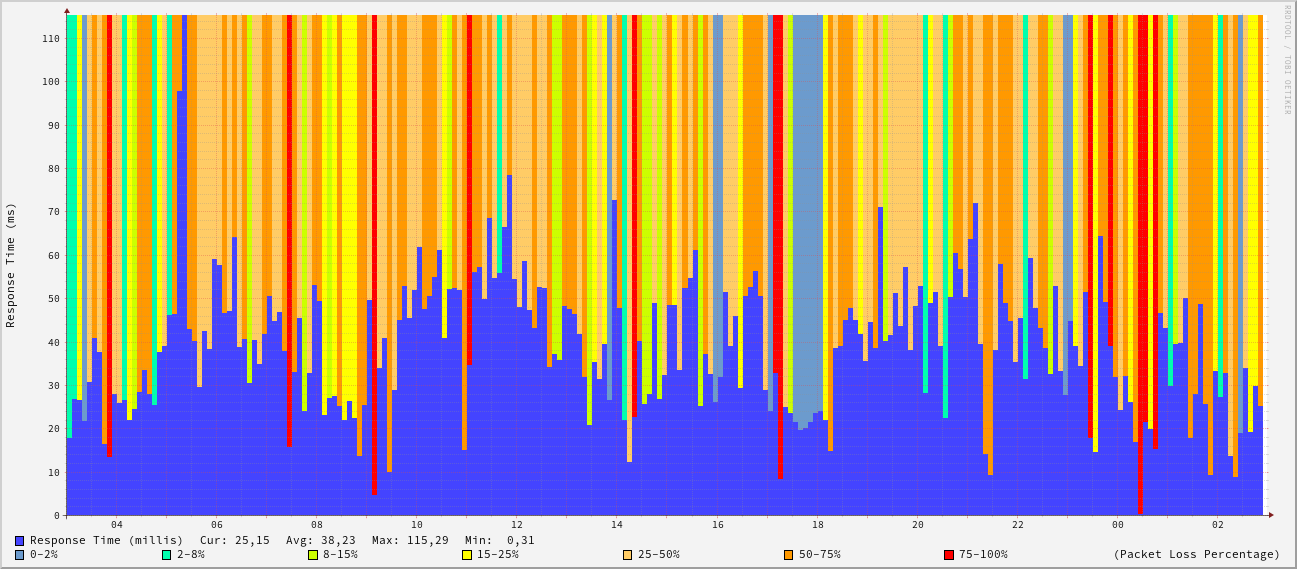 RRDTOOL / TOBI OETIKER
Response Time (ms)
110
100
90
80
70
60
50
40
30
20
10
0
04 06 08 10 12 14 16 18 20 22 00 02
Response Time (millis) Cur: 25,15 Avg: 38,23 Max: 115,29 Min: 0,31
0-2% 2-8% 8-15% 15-25% 25-50% 50-75% 75-100% (Packet Loss Percentage)